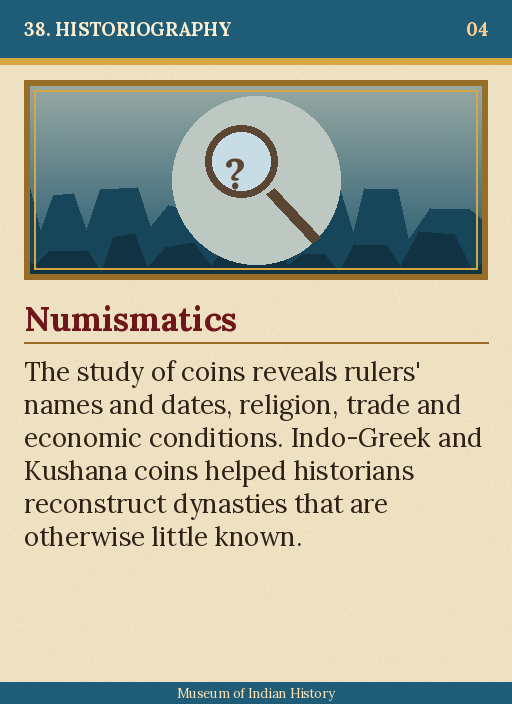 38. HISTORIOGRAPHY
04
?
Numismatics
The study of coins reveals rulers'
names and dates, religion, trade and
economic conditions. Indo-Greek and
Kushana coins helped historians
reconstruct dynasties that are
otherwise little known.
Museum of Indian History